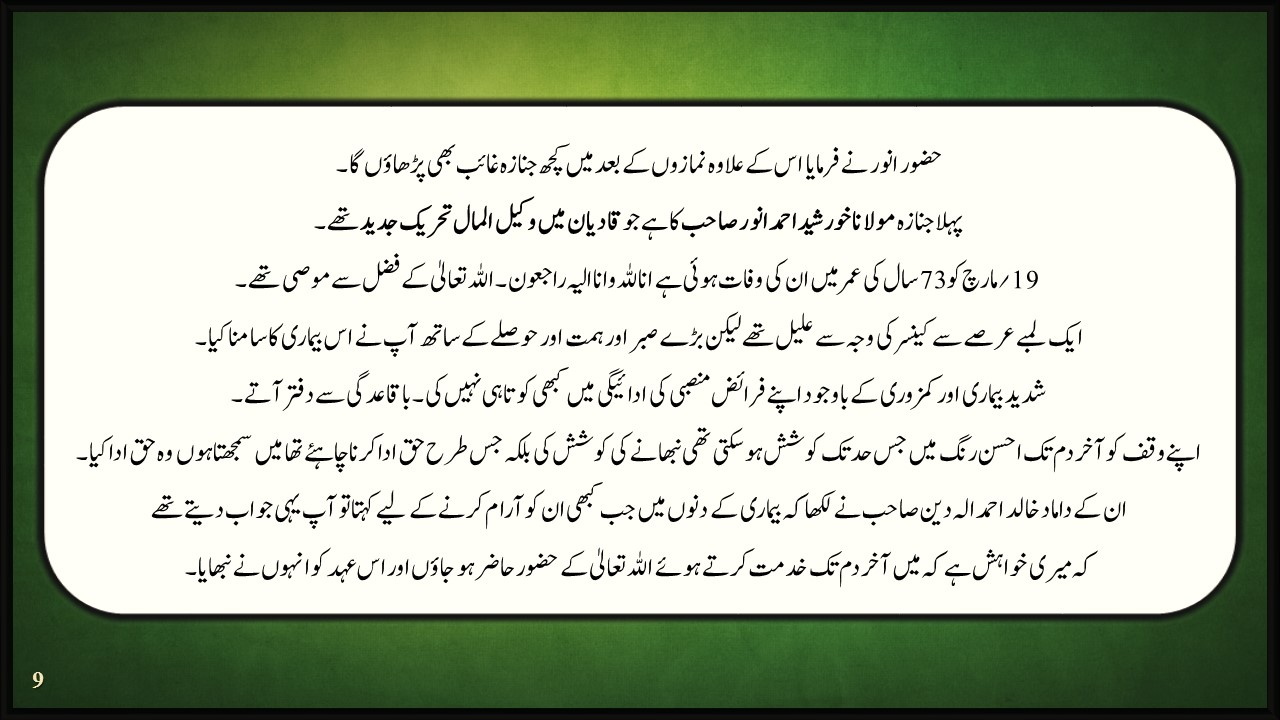 حضور انور نے فرمایا اس کے علاوہ نمازوں کے بعد میں کچھ جنازہ غائب بھی پڑھاؤں گا۔
پہلا جنازہ مولانا خورشید احمد انور صاحب کا ہے جو قادیان میں وکیل المال تحریک جدید تھے۔
19؍مارچ کو 73 سال کی عمر میں ان کی وفات ہوئی ہے اناللہ وانا الیہ راجعون۔ اللہ تعالیٰ کے فضل سے موصی تھے۔
ایک لمبے عرصے سے کینسر کی وجہ سے علیل تھے لیکن بڑے صبر اور ہمت اور حوصلے کے ساتھ آپ نے اس بیماری کا سامنا کیا۔
شدید بیماری اور کمزوری کے باوجود اپنے فرائض منصبی کی ادائیگی میں کبھی کوتاہی نہیں کی۔ باقاعدگی سے دفتر آتے۔
اپنے وقف کو آخر دم تک احسن رنگ میں جس حد تک کوشش ہو سکتی تھی نبھانے کی کوشش کی بلکہ جس طرح حق ادا کرنا چاہئے تھا میں سمجھتا ہوں وہ حق ادا کیا۔
ان کے داماد خالد احمد الہ دین صاحب نے لکھا کہ بیماری کے دنوں میں جب کبھی ان کو آرام کرنے کے لیے کہتا تو آپ یہی جواب دیتے تھے
کہ میری خواہش ہے کہ میں آخر دم تک خدمت کرتے ہوئے اللہ تعالیٰ کے حضور حاضر ہو جاؤں اور اس عہد کو انہوں نے نبھایا۔
9